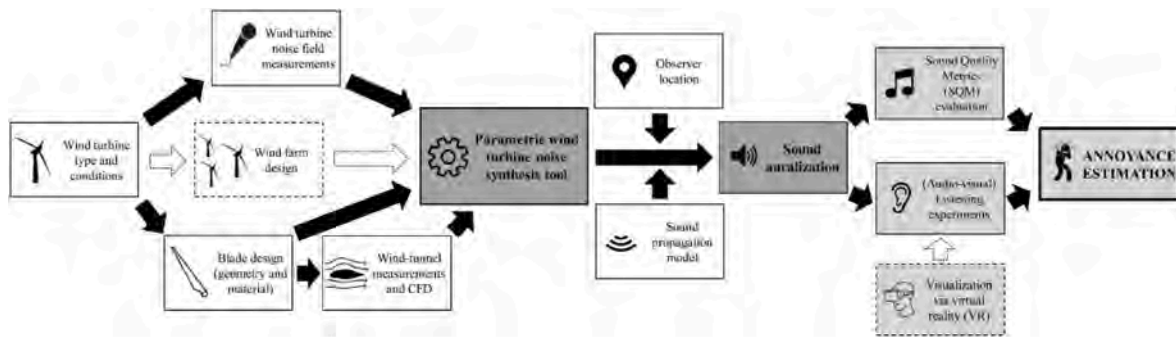 Wind turbine
noise field
measurements
Wind turbine
type and
conditions
Wind farm
design
Blade design
(geometry and
material)
Wind-tunnel
measurements
and CFD
Parametric wind
turbine noise
synthesis tool
Observer
location
Sound
propagation
model
Sound
auralization
Sound Quality
Metrics
(SQM)
evaluation
(Audio-visual)
Listening
experiments
Visualization
via virtual
reality (VR)
ANNOYANCE
ESTIMATION